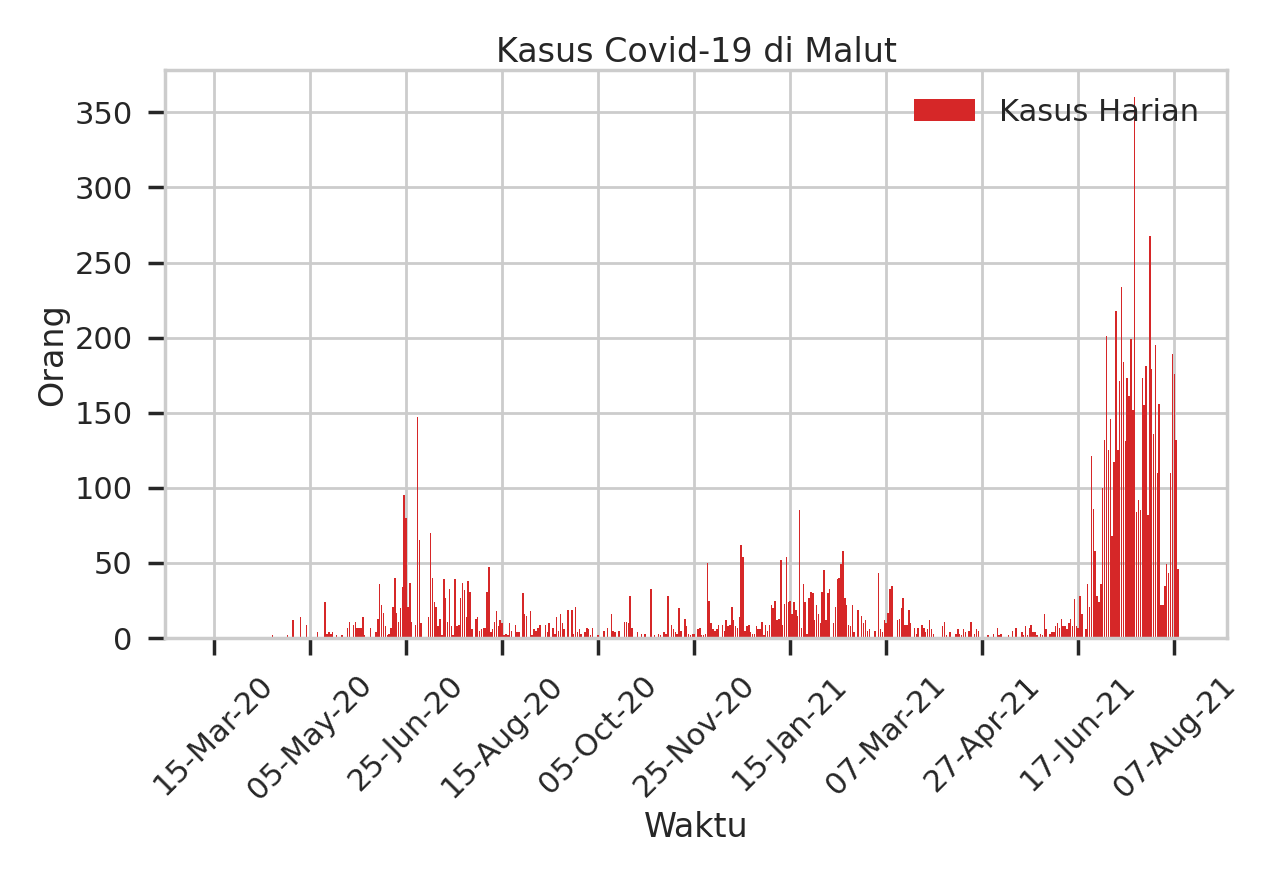 Kasus Covid-19 di Malut
Kasus Harian
350
300
250
200
150
100
50
0
Orang
15-Mar-20
05-May-20
25-Jun-20
15-Aug-20
05-Oct-20
25-Nov-20
15-Jan-21
07-Mar-21
27-Apr-21
17-Jun-21
07-Aug-21
Waktu